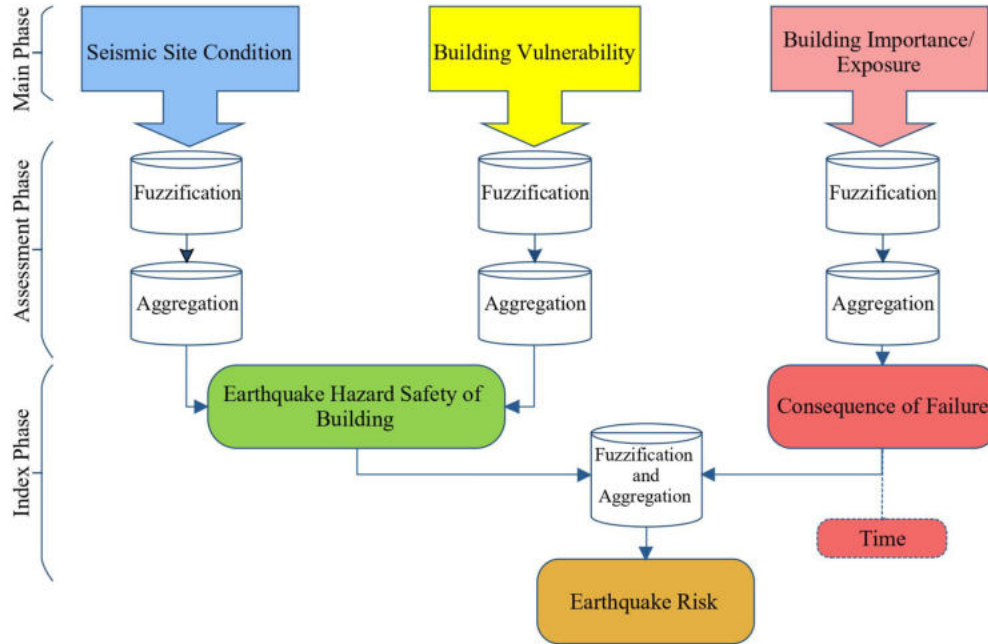 Main Phase
Seismic Site Condition
Building Vulnerability
Building Importance/
Exposure
Assessment Phase
Fuzzification
Fuzzification
Fuzzification
Aggregation
Aggregation
Aggregation
Index Phase
Earthquake Hazard Safety of
Building
Consequence of Failure
Fuzzification
and
Aggregation
Time
Earthquake Risk